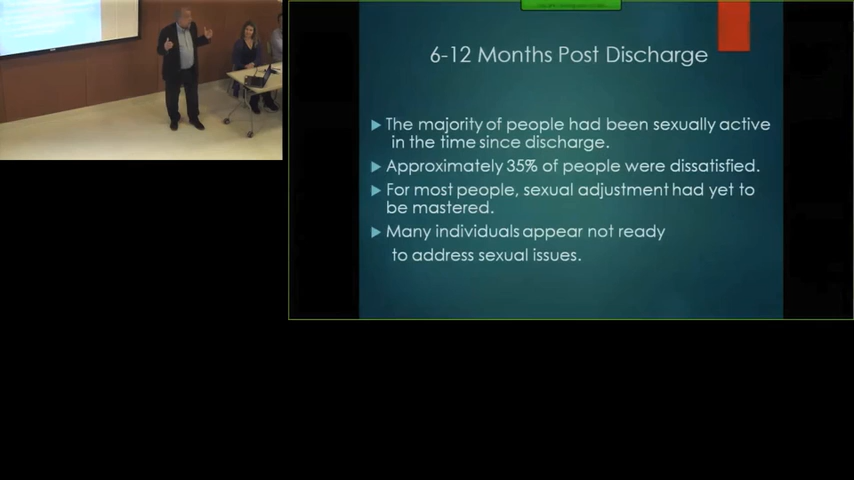 6-12 Months Post Discharge
The majority of people had been sexually active
in the time since discharge.
Approximately 35% of people were dissatisfied.
For most people, sexual adjustment had yet to
be mastered.
Many individuals appear not ready
to address sexual issues.